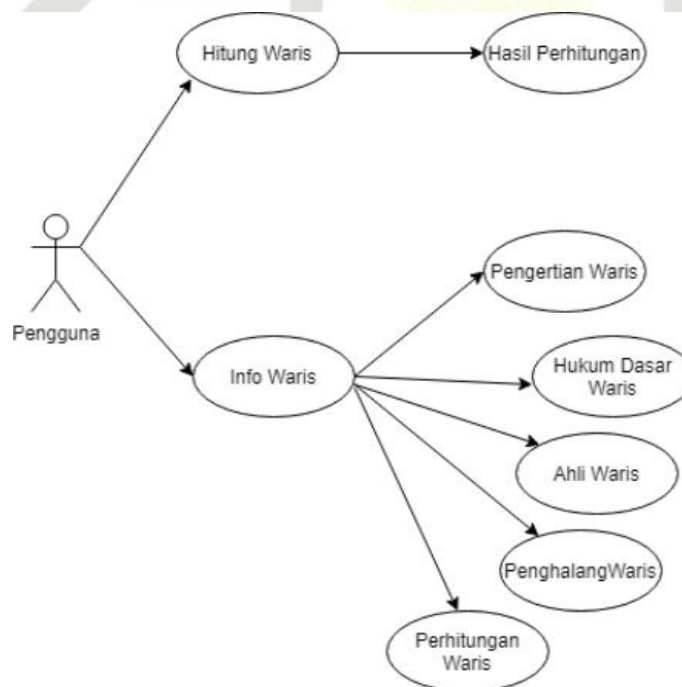 Hitung Waris
Hasil Perhitungan
Pengguna
Pengertian Waris
Info Waris
Hukum Dasar
Waris
Ahli Waris
PenghalangWaris
Perhitungan
Waris